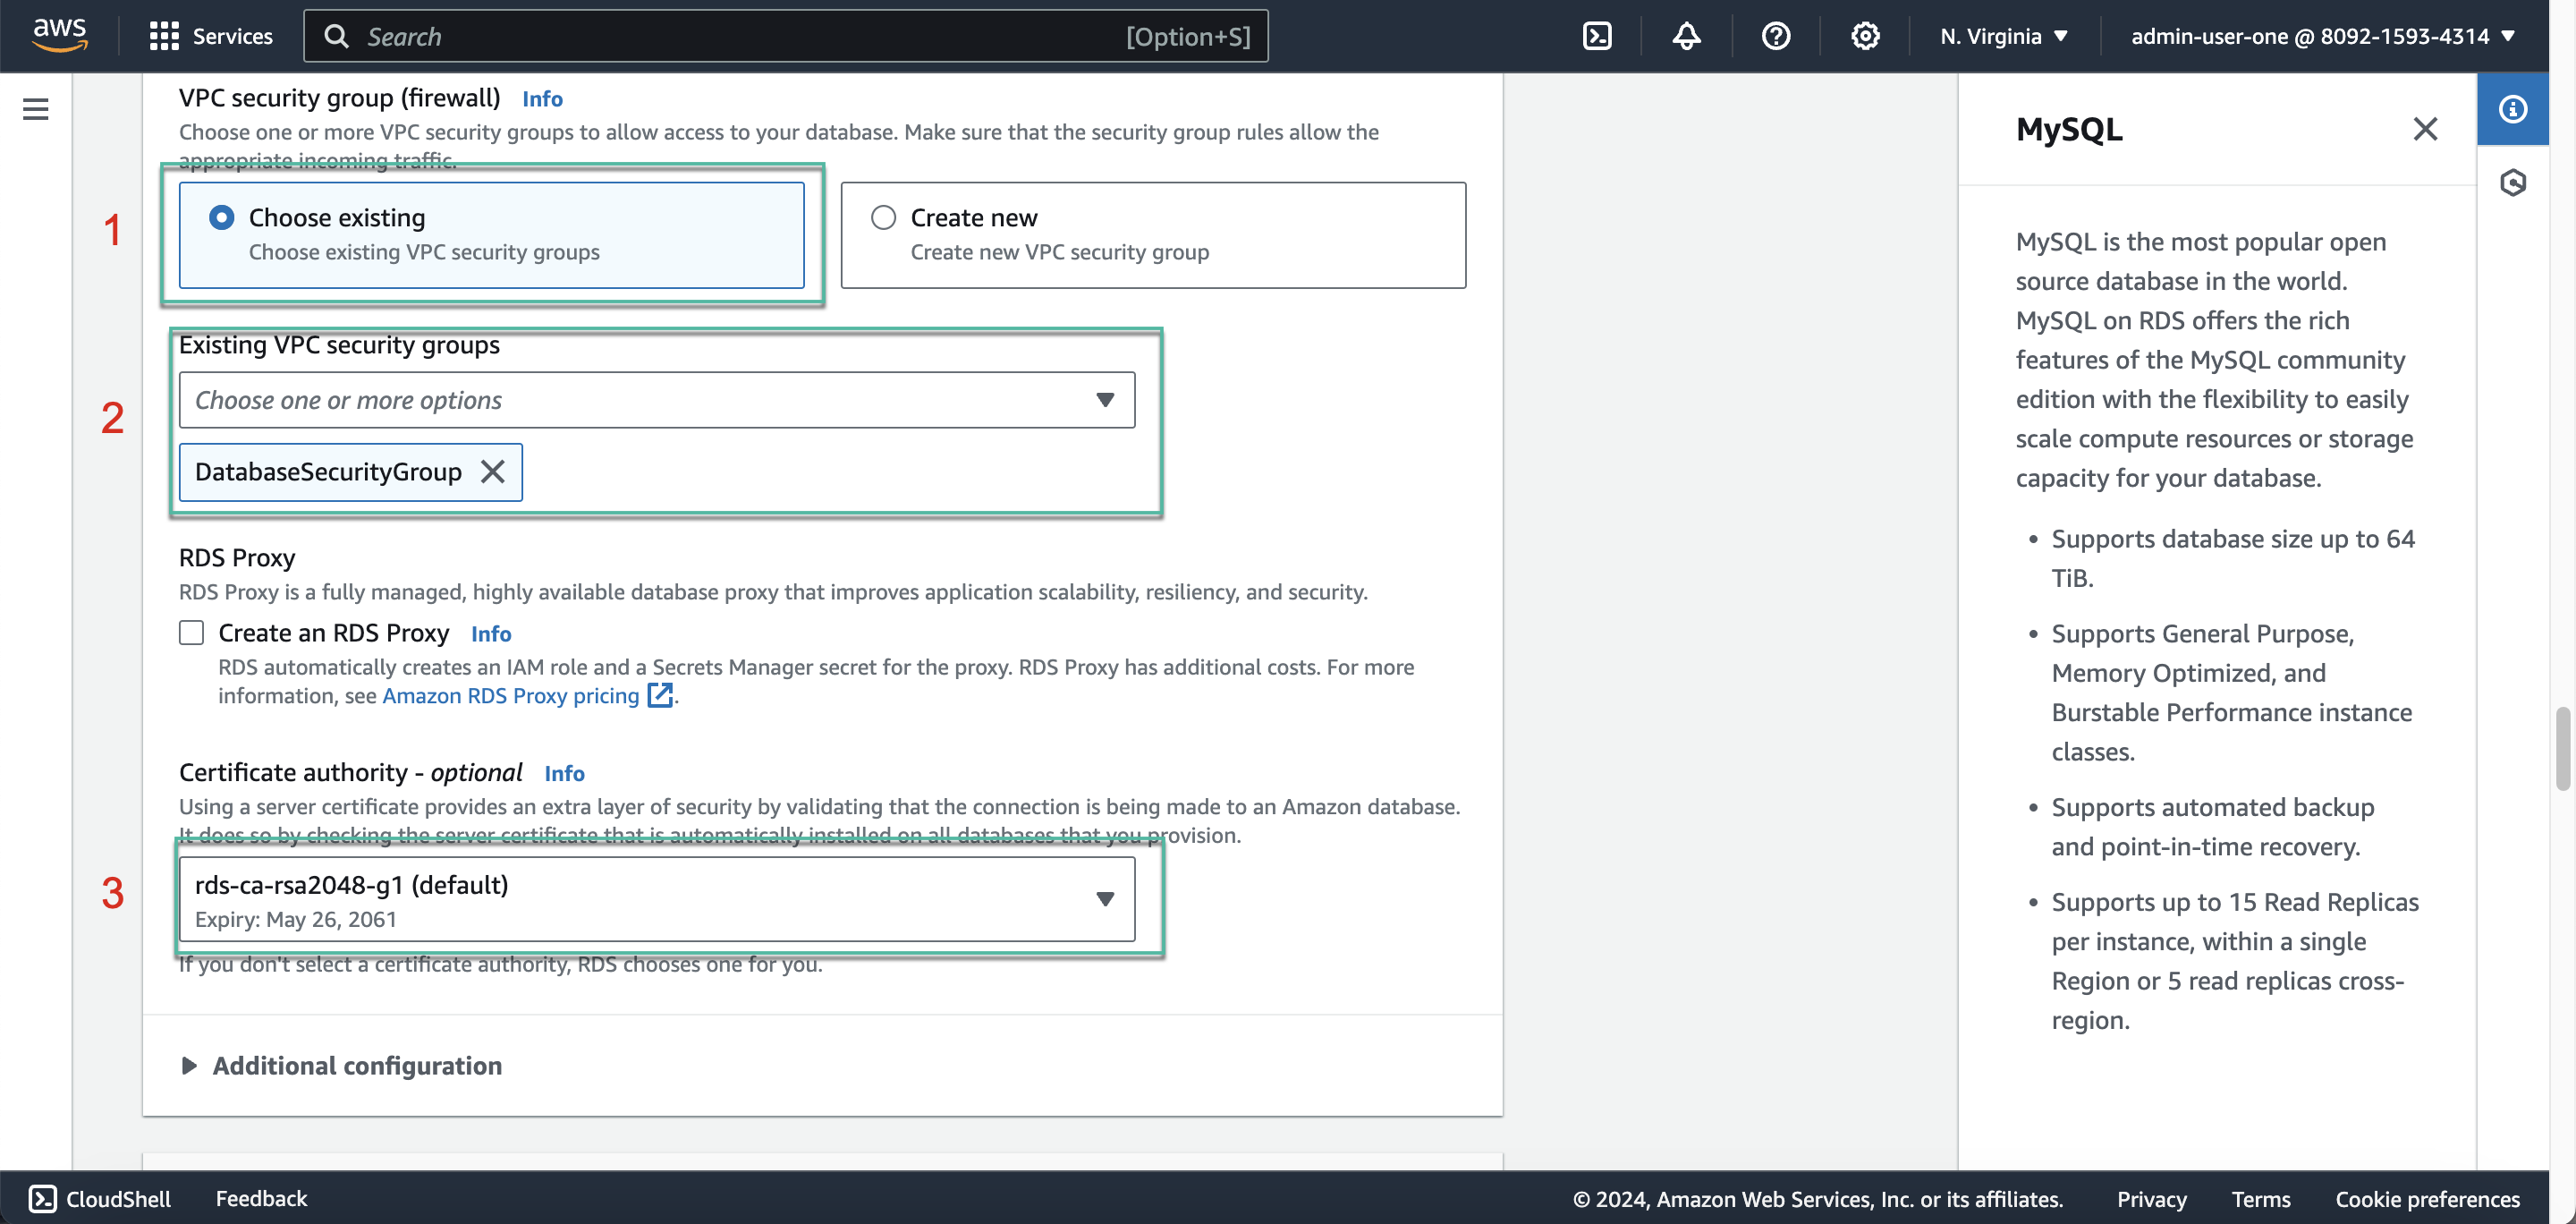 aws
Services
Search
[Option+S]
N. Virginia
admin-user-one @ 8092-1593-4314
VPC security group (firewall) Info
Choose one or more VPC security groups to allow access to your database. Make sure that the security group rules allow the
appropriate incoming traffic.
1
Choose existing
Choose existing VPC security groups
Create new
Create new VPC security group
2
Existing VPC security groups
Choose one or more options
DatabaseSecurityGroup
RDS Proxy
RDS Proxy is a fully managed, highly available database proxy that improves application scalability, resiliency, and security.
Create an RDS Proxy Info
RDS automatically creates an IAM role and a Secrets Manager secret for the proxy. RDS Proxy has additional costs. For more
information, see Amazon RDS Proxy pricing.
Certificate authority - optional Info
Using a server certificate provides an extra layer of security by validating that the connection is being made to an Amazon database.
It does so by checking the server certificate that is automatically installed on all databases that you provision.
3
rds-ca-rsa2048-g1 (default)
Expiry: May 26, 2061
If you don't select a certificate authority, RDS chooses one for you.
Additional configuration
MySQL
MySQL is the most popular open
source database in the world.
MySQL on RDS offers the rich
features of the MySQL community
edition with the flexibility to easily
scale compute resources or storage
capacity for your database.
• Supports database size up to 64
TiB.
• Supports General Purpose,
Memory Optimized, and
Burstable Performance instance
classes.
• Supports automated backup
and point-in-time recovery.
• Supports up to 15 Read Replicas
per instance, within a single
Region or 5 read replicas cross-
region.
CloudShell
Feedback
© 2024, Amazon Web Services, Inc. or its affiliates.
Privacy
Terms
Cookie preferences